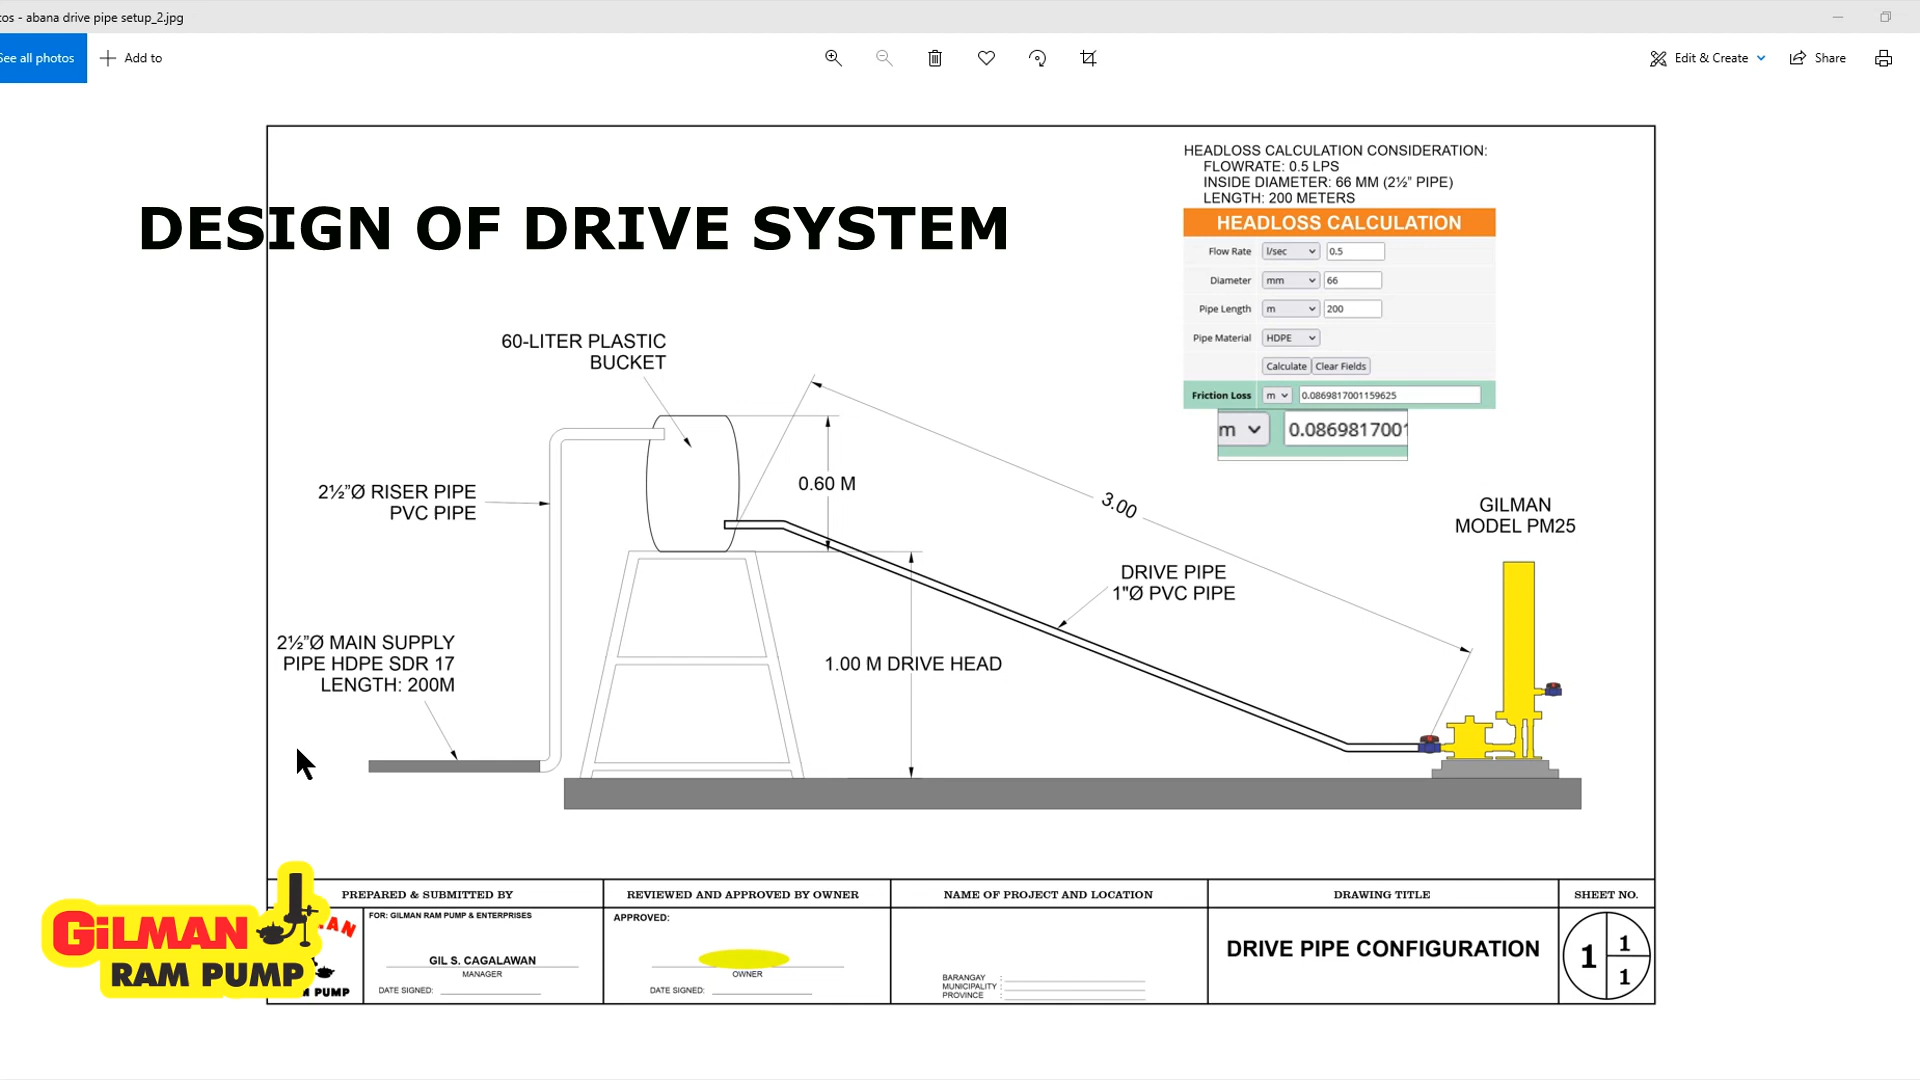 tos - abana drive pipe setup_2.jpg
See all photos
Add to
Edit & Create
Share
HEADLOSS CALCULATION CONSIDERATION:
FLOWRATE: 0.5 LPS
INSIDE DIAMETER: 66 MM (2½" PIPE)
LENGTH: 200 METERS
DESIGN OF DRIVE SYSTEM
HEADLOSS CALCULATION
Flow Rate l/sec 0.5
Diameter mm 66
Pipe Length m 200
Pipe Material HDPE
Calculate Clear Fields
Friction Loss m 0.0869817001159625
m 0.086981700
60-LITER PLASTIC
BUCKET
0.60 M
3.00
2½"Ø RISER PIPE
PVC PIPE
GILMAN
MODEL PM25
DRIVE PIPE
1"Ø PVC PIPE
2½"Ø MAIN SUPPLY
PIPE HDPE SDR 17
LENGTH: 200M
1.00 M DRIVE HEAD
PREPARED & SUBMITTED BY
FOR: GILMAN RAM PUMP & ENTERPRISES
GIL S. CAGALAWAN
MANAGER
DATE SIGNED:
REVIEWED AND APPROVED BY OWNER
APPROVED:
OWNER
DATE SIGNED:
NAME OF PROJECT AND LOCATION
BARANGAY :
MUNICIPALITY :
PROVINCE :
DRAWING TITLE
DRIVE PIPE CONFIGURATION
SHEET NO.
1
1
1
GiLMAN
RAM PUMP
AN
M PUMP